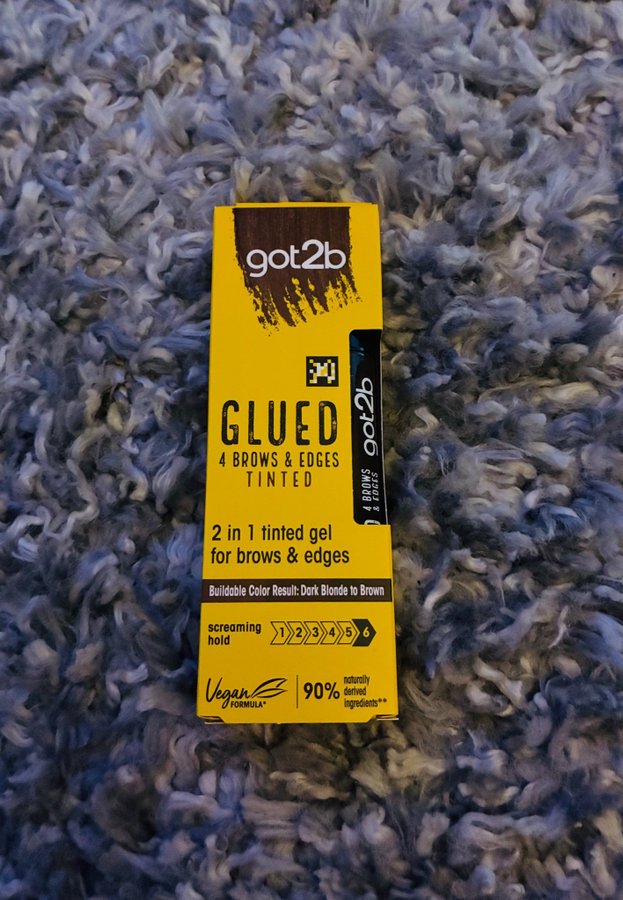 got2b
GLUED
4 BROWS & EDGES
TINTED
got2b
4 BROWS
& EDGES
2 in 1 tinted gel
for brows & edges
Buildable Color Result: Dark Blonde to Brown
screaming
hold
1 2 3 4 5 6
Vegan
FORMULA*
90%
naturally
derived
ingredients**